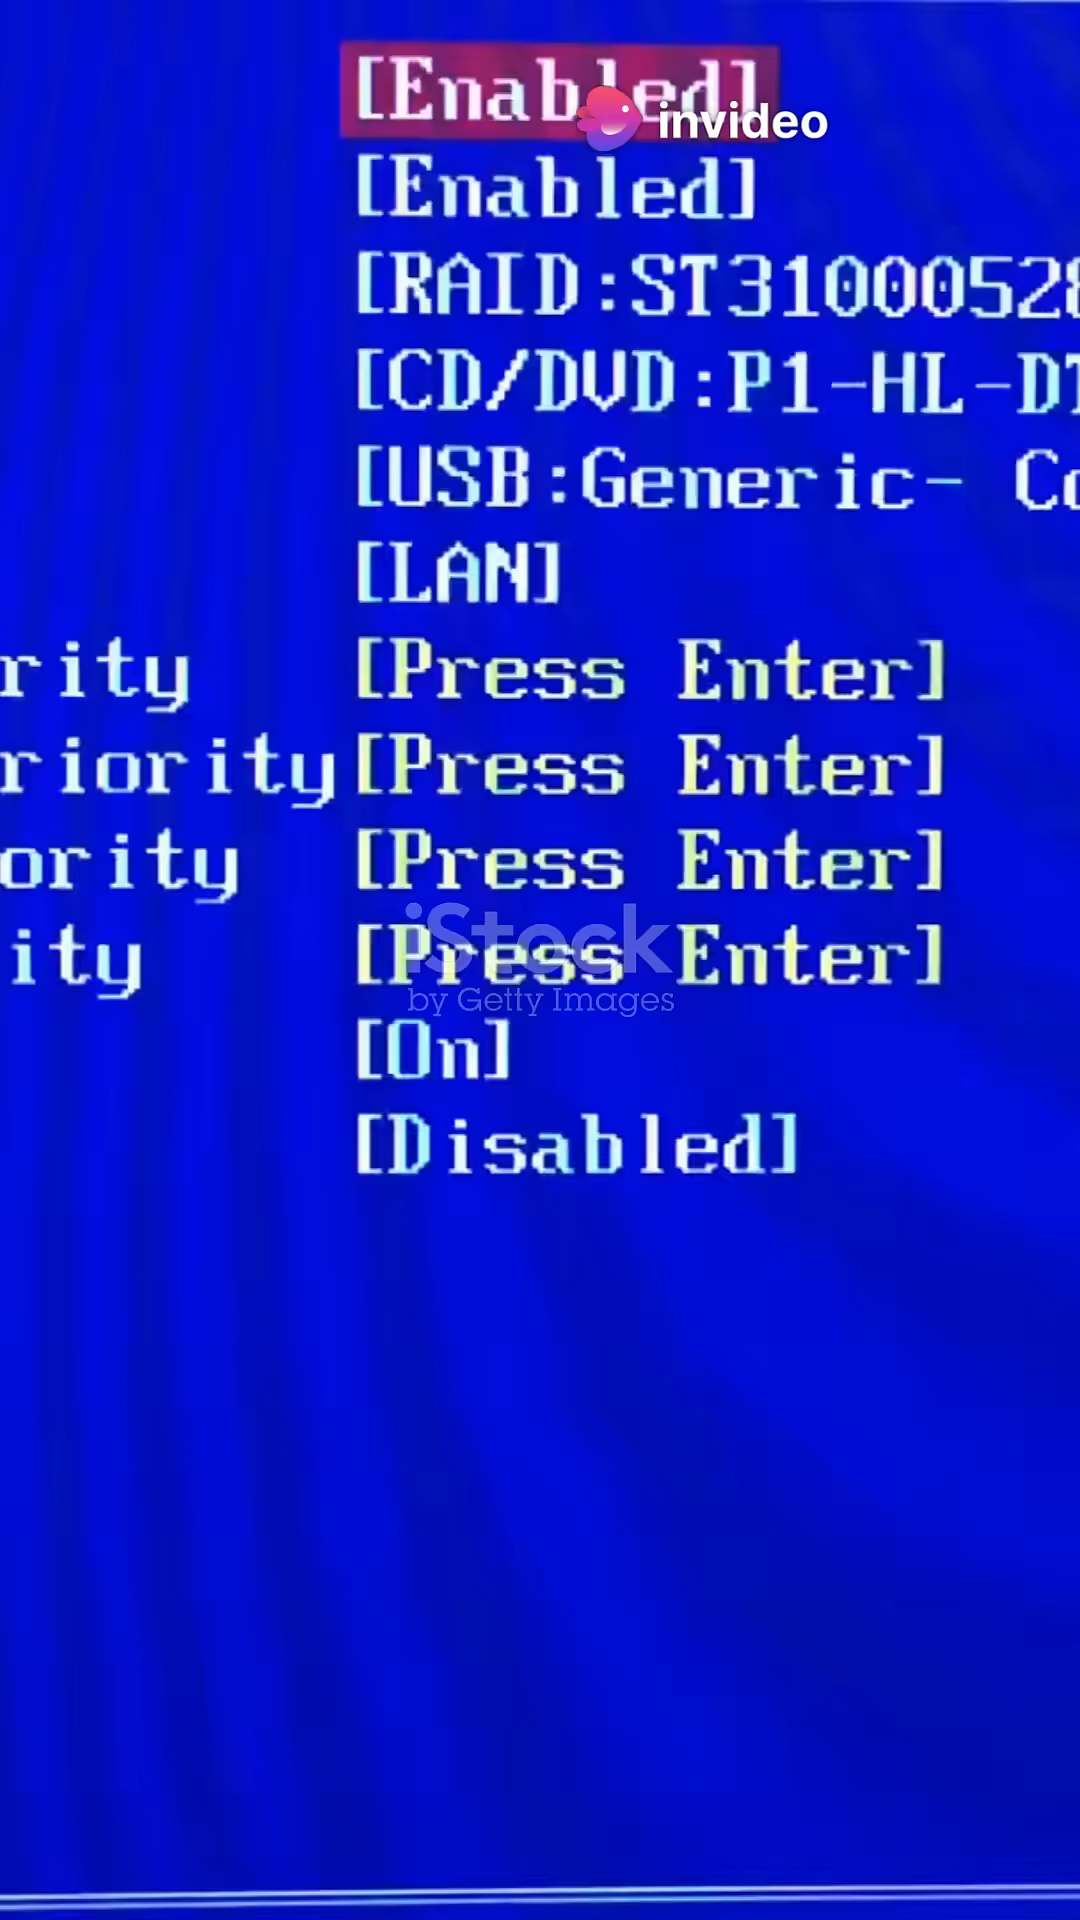 [Enabled]
invideo
[Enabled]
[RAID:ST31000528
[CD/DVD:P1-HL-DT
[USB:Generic- Co
[LAN]
rity [Press Enter]
riority [Press Enter]
ority [Press Enter]
ity [Press Enter]
iStock
by Getty Images
[On]
[Disabled]